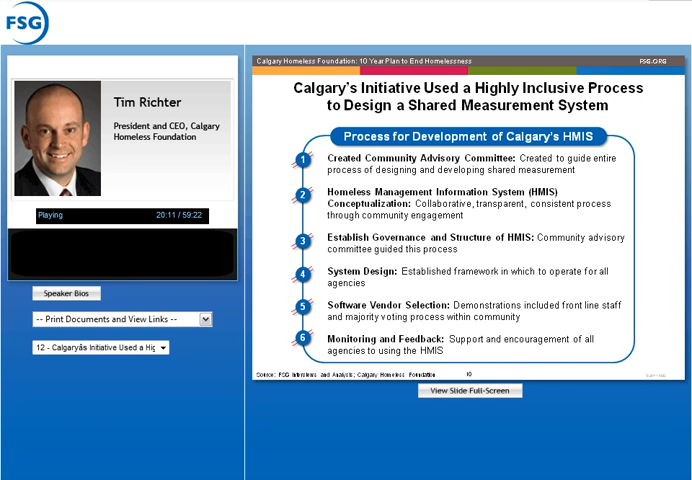 FSG
Tim Richter
President and CEO, Calgary
Homeless Foundation
Playing
20:11 / 59:22
Speaker Bios
-- Print Documents and View Links --
12 - Calgaryâs Initiative Used a Hig
Calgary Homeless Foundation: 10 Year Plan to End Homelessness
FSG.ORG
Calgary's Initiative Used a Highly Inclusive Process
to Design a Shared Measurement System
Process for Development of Calgary's HMIS
1
Created Community Advisory Committee: Created to guide entire
process of designing and developing shared measurement
2
Homeless Management Information System (HMIS)
Conceptualization: Collaborative, transparent, consistent process
through community engagement
3
Establish Governance and Structure of HMIS: Community advisory
committee guided this process
4
System Design: Established framework in which to operate for all
agencies
5
Software Vendor Selection: Demonstrations included front line staff
and majority voting process within community
6
Monitoring and Feedback: Support and encouragement of all
agencies to using the HMIS
Source: FSG Interviews and Analysis; Calgary Homeless Foundation
10
View Slide Full-Screen